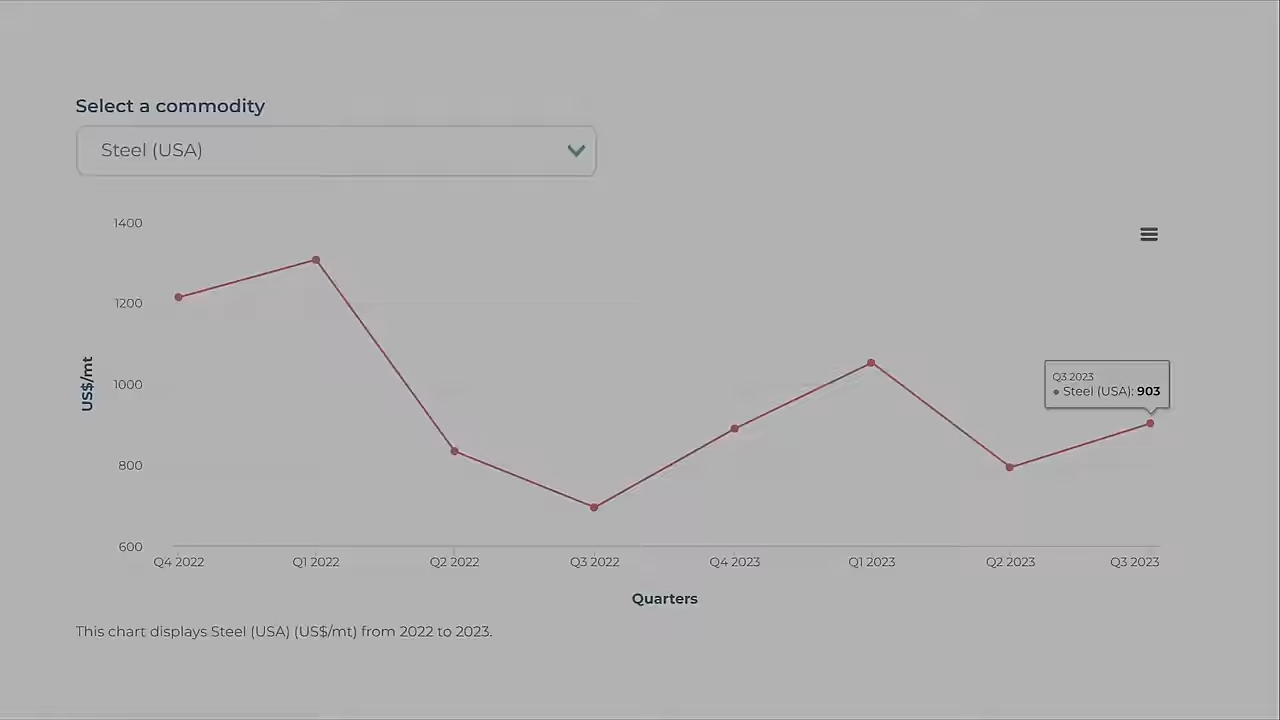 Select a commodity
Steel (USA)
1400
1200
1000
800
600
US$/mt
Q3 2023
Steel (USA): 903
Q4 2022 Q1 2022 Q2 2022 Q3 2022 Q4 2023 Q1 2023 Q2 2023 Q3 2023
Quarters
This chart displays Steel (USA) (US$/mt) from 2022 to 2023.